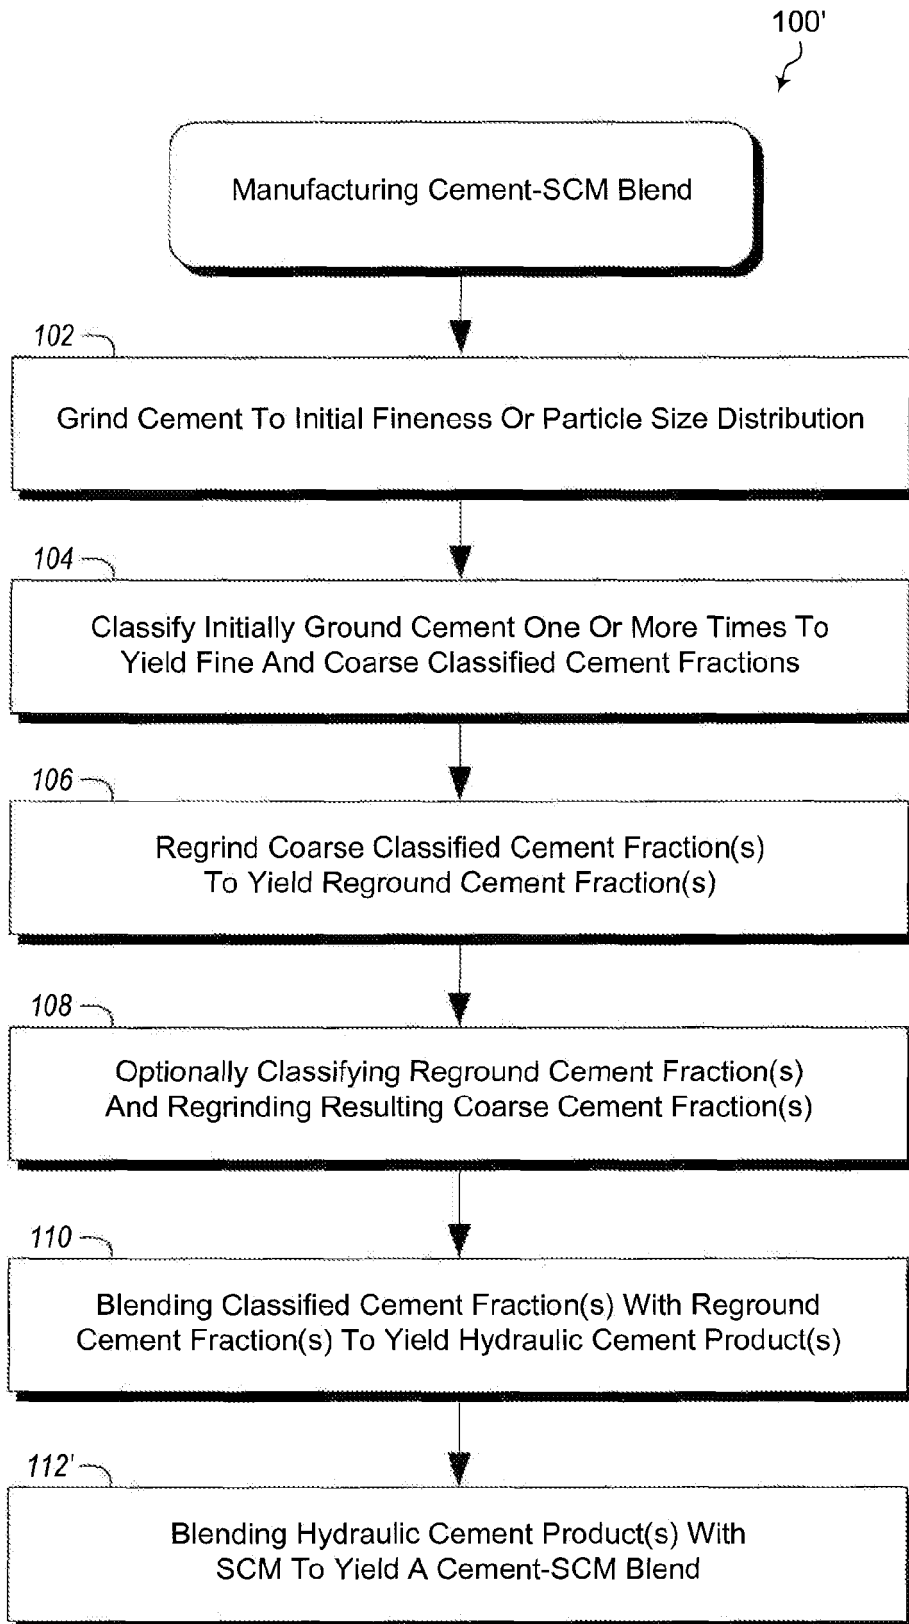 100'
Manufacturing Cement-SCM Blend
102
Grind Cement To Initial Fineness Or Particle Size Distribution
104
Classify Initially Ground Cement One Or More Times To
Yield Fine And Coarse Classified Cement Fractions
106
Regrind Coarse Classified Cement Fraction(s)
To Yield Reground Cement Fraction(s)
108
Optionally Classifying Reground Cement Fraction(s)
And Regrinding Resulting Coarse Cement Fraction(s)
110
Blending Classified Cement Fraction(s) With Reground
Cement Fraction(s) To Yield Hydraulic Cement Product(s)
112'
Blending Hydraulic Cement Product(s) With
SCM To Yield A Cement-SCM Blend